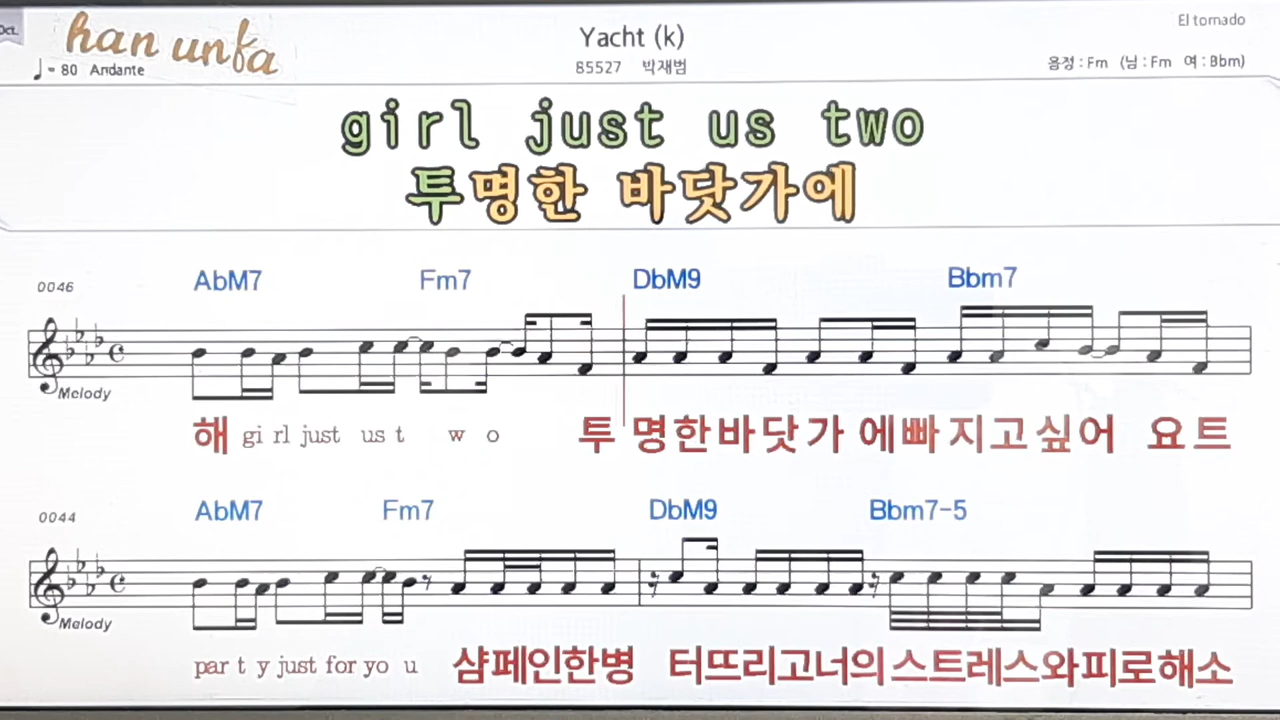 Oct.
han unfa
Yacht (k)
El tornado
♩= 80 Andante
85527 박재범
음정 : Fm (남 : Fm 여 : Bbm)
girl just us two
투명한 바닷가에
AbM7 Fm7 DbM9 Bbm7
0046
Melody
해 gi rl just us t w o 투 명한바닷가 에빠 지고싶어 요트
AbM7 Fm7 DbM9 Bbm7-5
0044
Melody
par t y just for yo u 샴페인한병 터뜨리고너의스트레스와피로해소